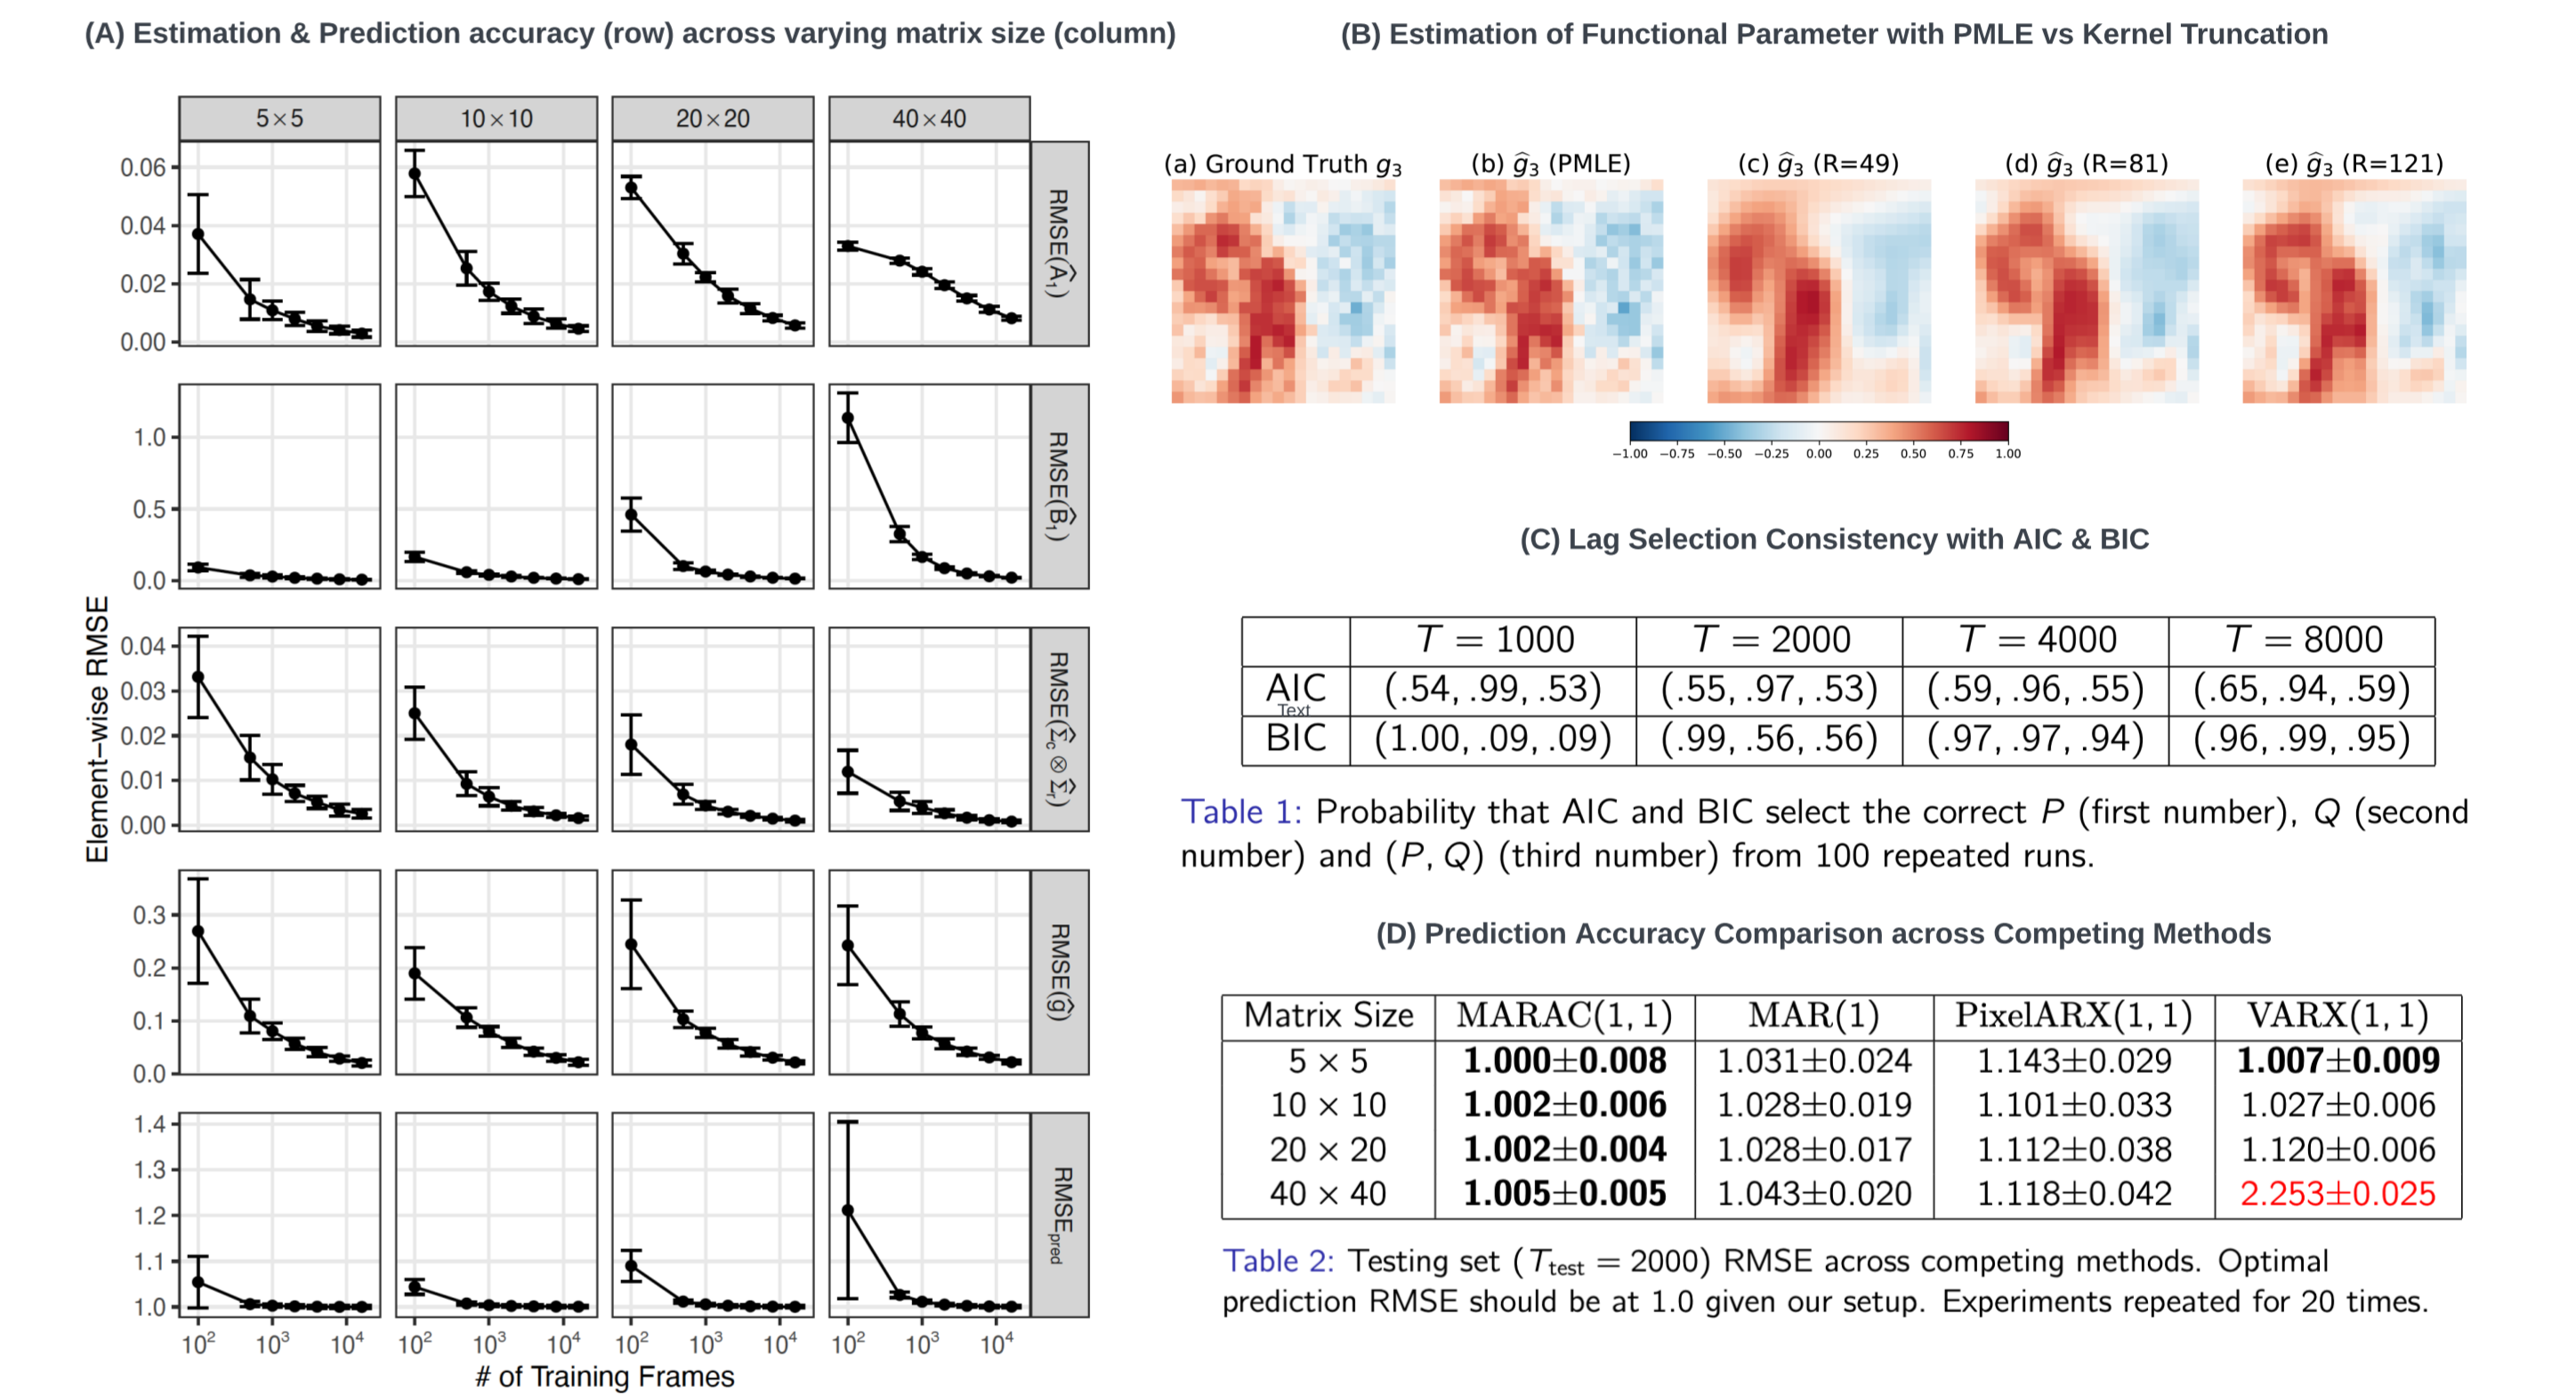 (A) Estimation & Prediction accuracy (row) across varying matrix size (column)
5×5 10×10 20×20 40×40
0.06
0.04
0.02
0.00
RMSE(Â₁)
1.0
0.5
0.0
RMSE(B̂₁)
0.04
0.03
0.02
0.01
0.00
RMSE(Σ̂c ⊗ Σ̂r)
0.3
0.2
0.1
0.0
RMSE(ĝ)
1.4
1.3
1.2
1.1
1.0
RMSEpred
10² 10³ 10⁴ 10² 10³ 10⁴ 10² 10³ 10⁴ 10² 10³ 10⁴
# of Training Frames
Element−wise RMSE
(B) Estimation of Functional Parameter with PMLE vs Kernel Truncation
(a) Ground Truth g₃ (b) ĝ₃ (PMLE) (c) ĝ₃ (R=49) (d) ĝ₃ (R=81) (e) ĝ₃ (R=121)
−1.00 −0.75 −0.50 −0.25 0.00 0.25 0.50 0.75 1.00
(C) Lag Selection Consistency with AIC & BIC
T = 1000 T = 2000 T = 4000 T = 8000
AIC (.54, .99, .53) (.55, .97, .53) (.59, .96, .55) (.65, .94, .59)
Text
BIC (1.00, .09, .09) (.99, .56, .56) (.97, .97, .94) (.96, .99, .95)
Table 1: Probability that AIC and BIC select the correct P (first number), Q (second
number) and (P, Q) (third number) from 100 repeated runs.
(D) Prediction Accuracy Comparison across Competing Methods
Matrix Size MARAC(1, 1) MAR(1) PixelARX(1, 1) VARX(1, 1)
5 × 5 1.000±0.008 1.031±0.024 1.143±0.029 1.007±0.009
10 × 10 1.002±0.006 1.028±0.019 1.101±0.033 1.027±0.006
20 × 20 1.002±0.004 1.028±0.017 1.112±0.038 1.120±0.006
40 × 40 1.005±0.005 1.043±0.020 1.118±0.042 2.253±0.025
Table 2: Testing set (Ttest = 2000) RMSE across competing methods. Optimal
prediction RMSE should be at 1.0 given our setup. Experiments repeated for 20 times.